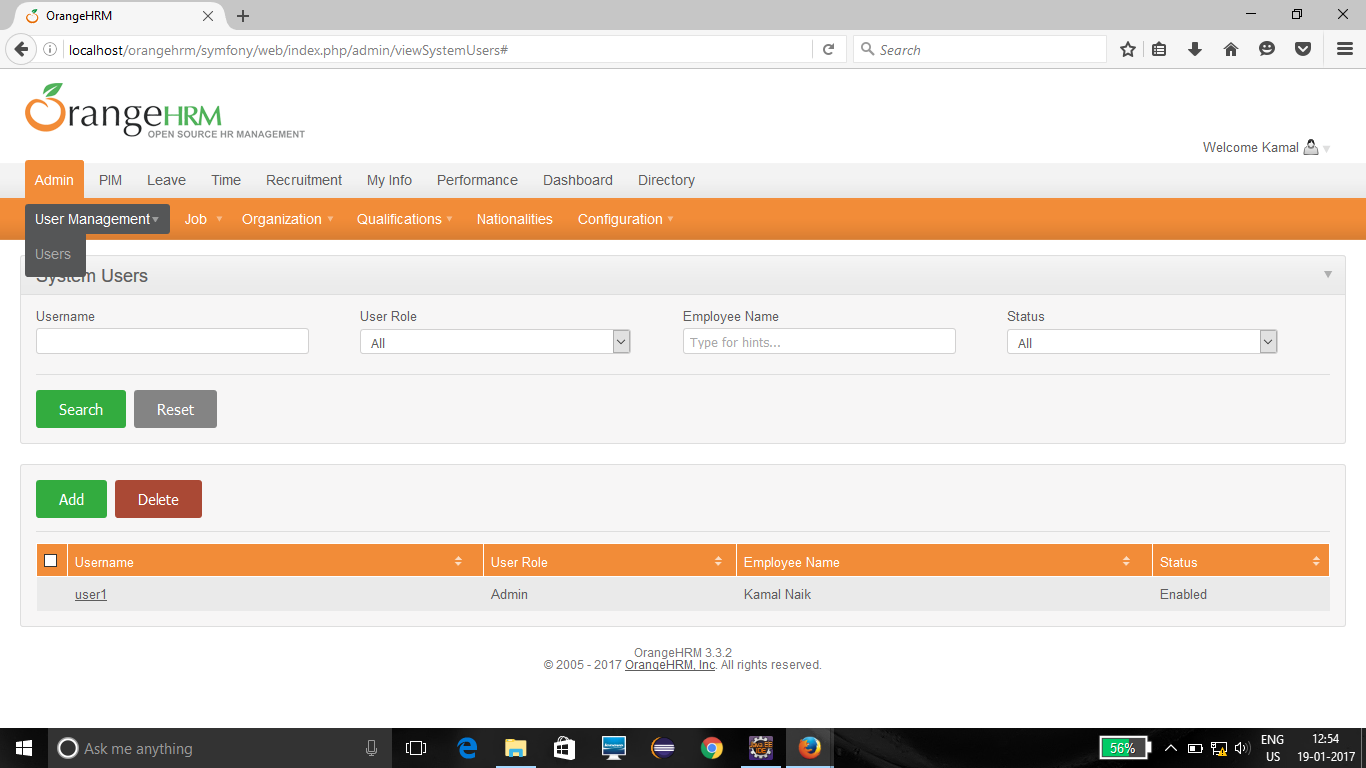 OrangeHRM
localhost/orangehrm/symfony/web/index.php/admin/viewSystemUsers#
Search
OrangeHRM
OPEN SOURCE HR MANAGEMENT
Welcome Kamal
Admin PIM Leave Time Recruitment My Info Performance Dashboard Directory
User Management Job Organization Qualifications Nationalities Configuration
Users
System Users
Username User Role Employee Name Status
All Type for hints... All
Search Reset
Add Delete
Username User Role Employee Name Status
user1 Admin Kamal Naik Enabled
OrangeHRM 3.3.2
© 2005 - 2017 OrangeHRM, Inc. All rights reserved.
Ask me anything
56%
ENG
US
12:54
19-01-2017